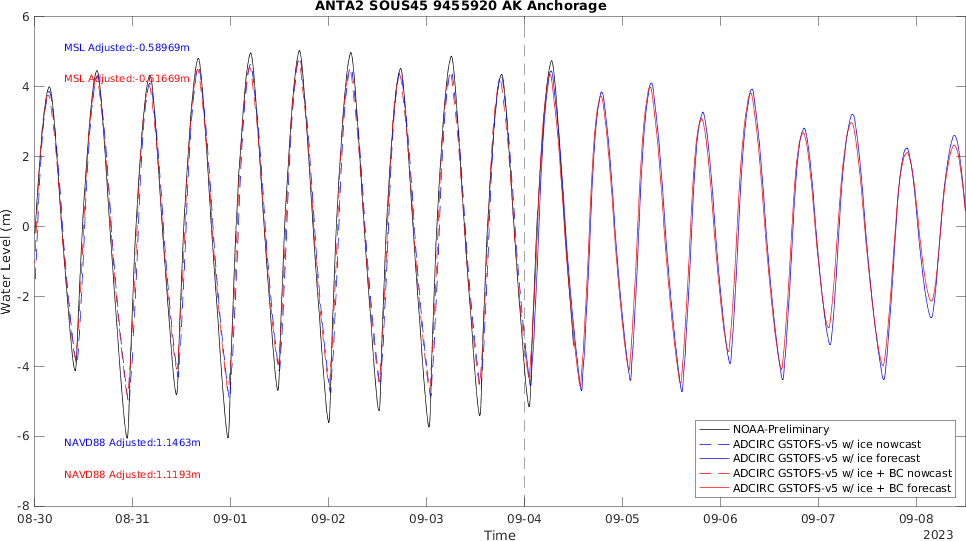 ANTA2 SOUS45 9455920 AK Anchorage
6
MSL Adjusted:-0.58969m
MSL Adjusted:-0.61669m
4
2
0
-2
-4
-6
-8
Water Level (m)
NAVD88 Adjusted:1.1463m
NAVD88 Adjusted:1.1193m
NOAA-Preliminary
ADCIRC GSTOFS-v5 w/ ice nowcast
ADCIRC GSTOFS-v5 w/ ice forecast
ADCIRC GSTOFS-v5 w/ ice + BC nowcast
ADCIRC GSTOFS-v5 w/ ice + BC forecast
08-30 08-31 09-01 09-02 09-03 09-04 09-05 09-06 09-07 09-08
Time
2023